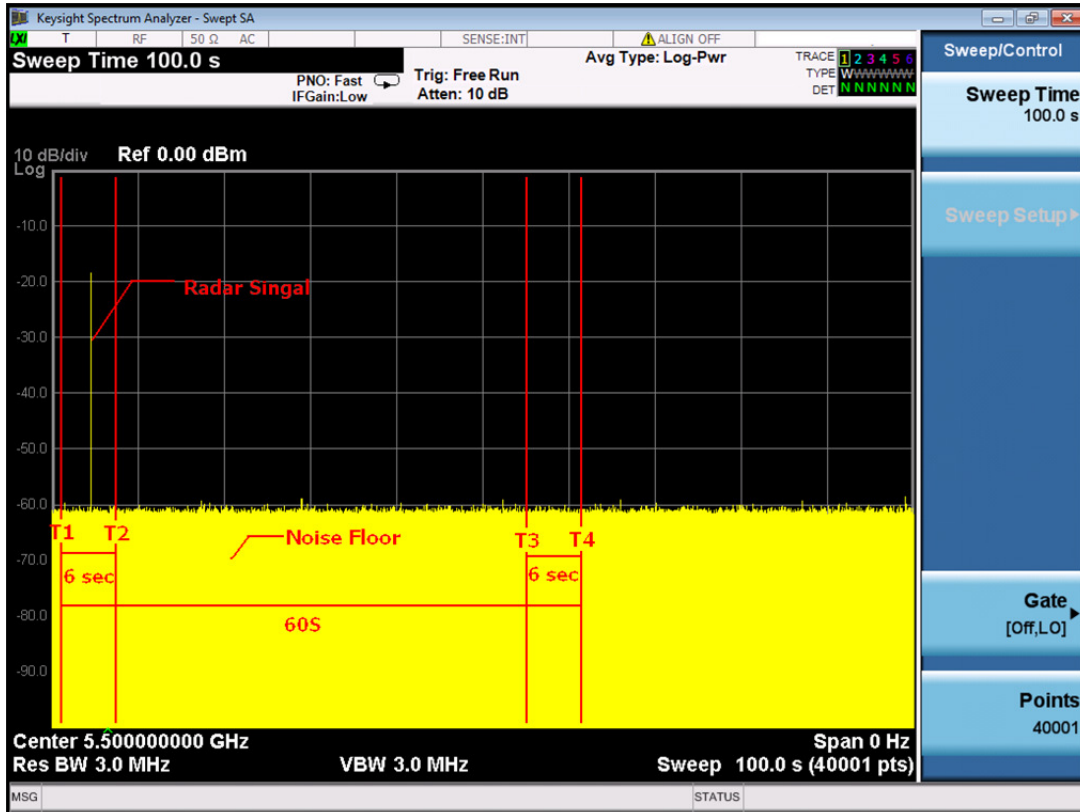 Keysight Spectrum Analyzer - Swept SA
LXI T RF 50 Ω AC SENSE:INT ALIGN OFF
Sweep Time 100.0 s
PNO: Fast
IFGain:Low
Trig: Free Run
Atten: 10 dB
Avg Type: Log-Pwr
TRACE 1 2 3 4 5 6
TYPE WWWWWWW
DET N N N N N N
Sweep/Control
Sweep Time
100.0 s
Sweep Setup
Gate
[Off,LO]
Points
40001
10 dB/div Ref 0.00 dBm
Log
-10.0
-20.0
-30.0
-40.0
-50.0
-60.0
-70.0
-80.0
-90.0
Radar Singal
Noise Floor
T1 T2 T3 T4
6 sec 6 sec
60S
Center 5.500000000 GHz Span 0 Hz
Res BW 3.0 MHz VBW 3.0 MHz Sweep 100.0 s (40001 pts)
MSG STATUS